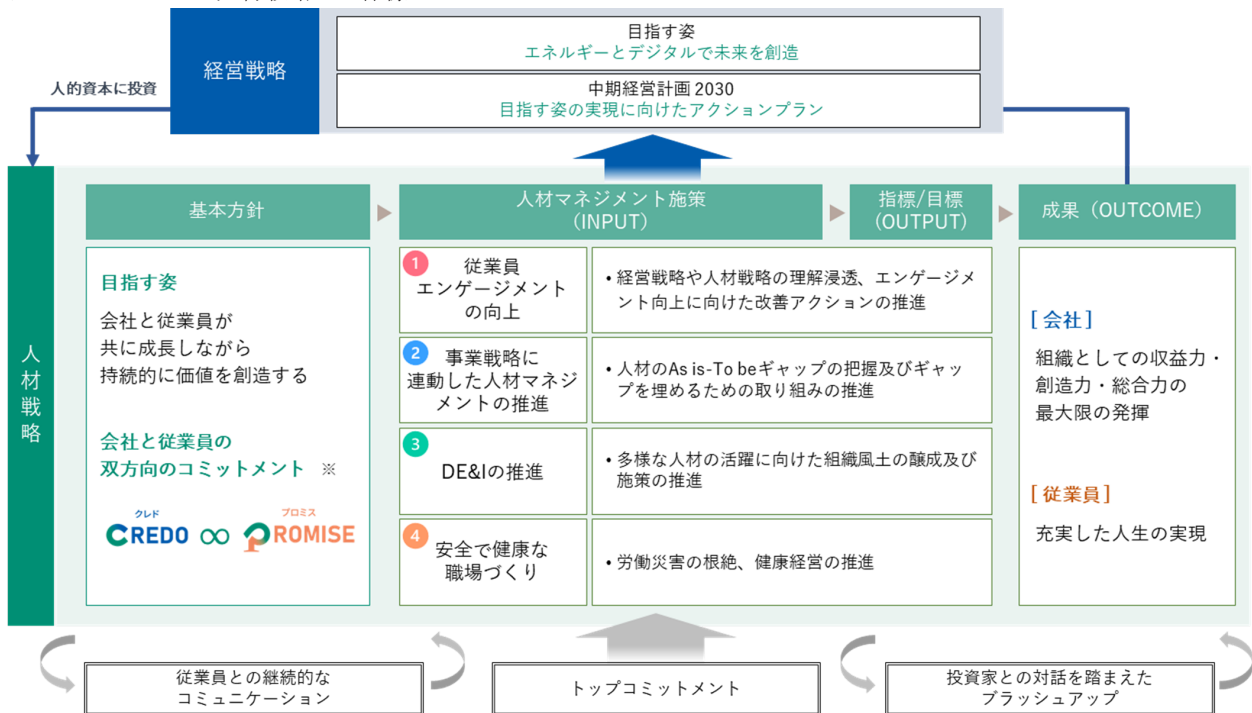 経営戦略
目指す姿
エネルギーとデジタルで未来を創造
中期経営計画 2030
目指す姿の実現に向けたアクションプラン
人的資本に投資
人材戦略
基本方針
人材マネジメント施策
（INPUT）
指標/目標
（OUTPUT）
成果（OUTCOME）
目指す姿
会社と従業員が
共に成長しながら
持続的に価値を創造する
会社と従業員の
双方向のコミットメント ※
クレド
CREDO
∞
プロミス
PROMISE
1
従業員
エンゲージメント
の向上
• 経営戦略や人材戦略の理解浸透、エンゲージメ
ント向上に向けた改善アクションの推進
2
事業戦略に
連動した人材マネジ
メントの推進
• 人材のAs is-To beギャップの把握及びギャッ
プを埋めるための取り組みの推進
3
DE&Iの推進
• 多様な人材の活躍に向けた組織風土の醸成及び
施策の推進
4
安全で健康な
職場づくり
• 労働災害の根絶、健康経営の推進
［会社］
組織としての収益力・
創造力・総合力の
最大限の発揮
［従業員］
充実した人生の実現
従業員との継続的な
コミュニケーション
トップコミットメント
投資家との対話を踏まえた
ブラッシュアップ